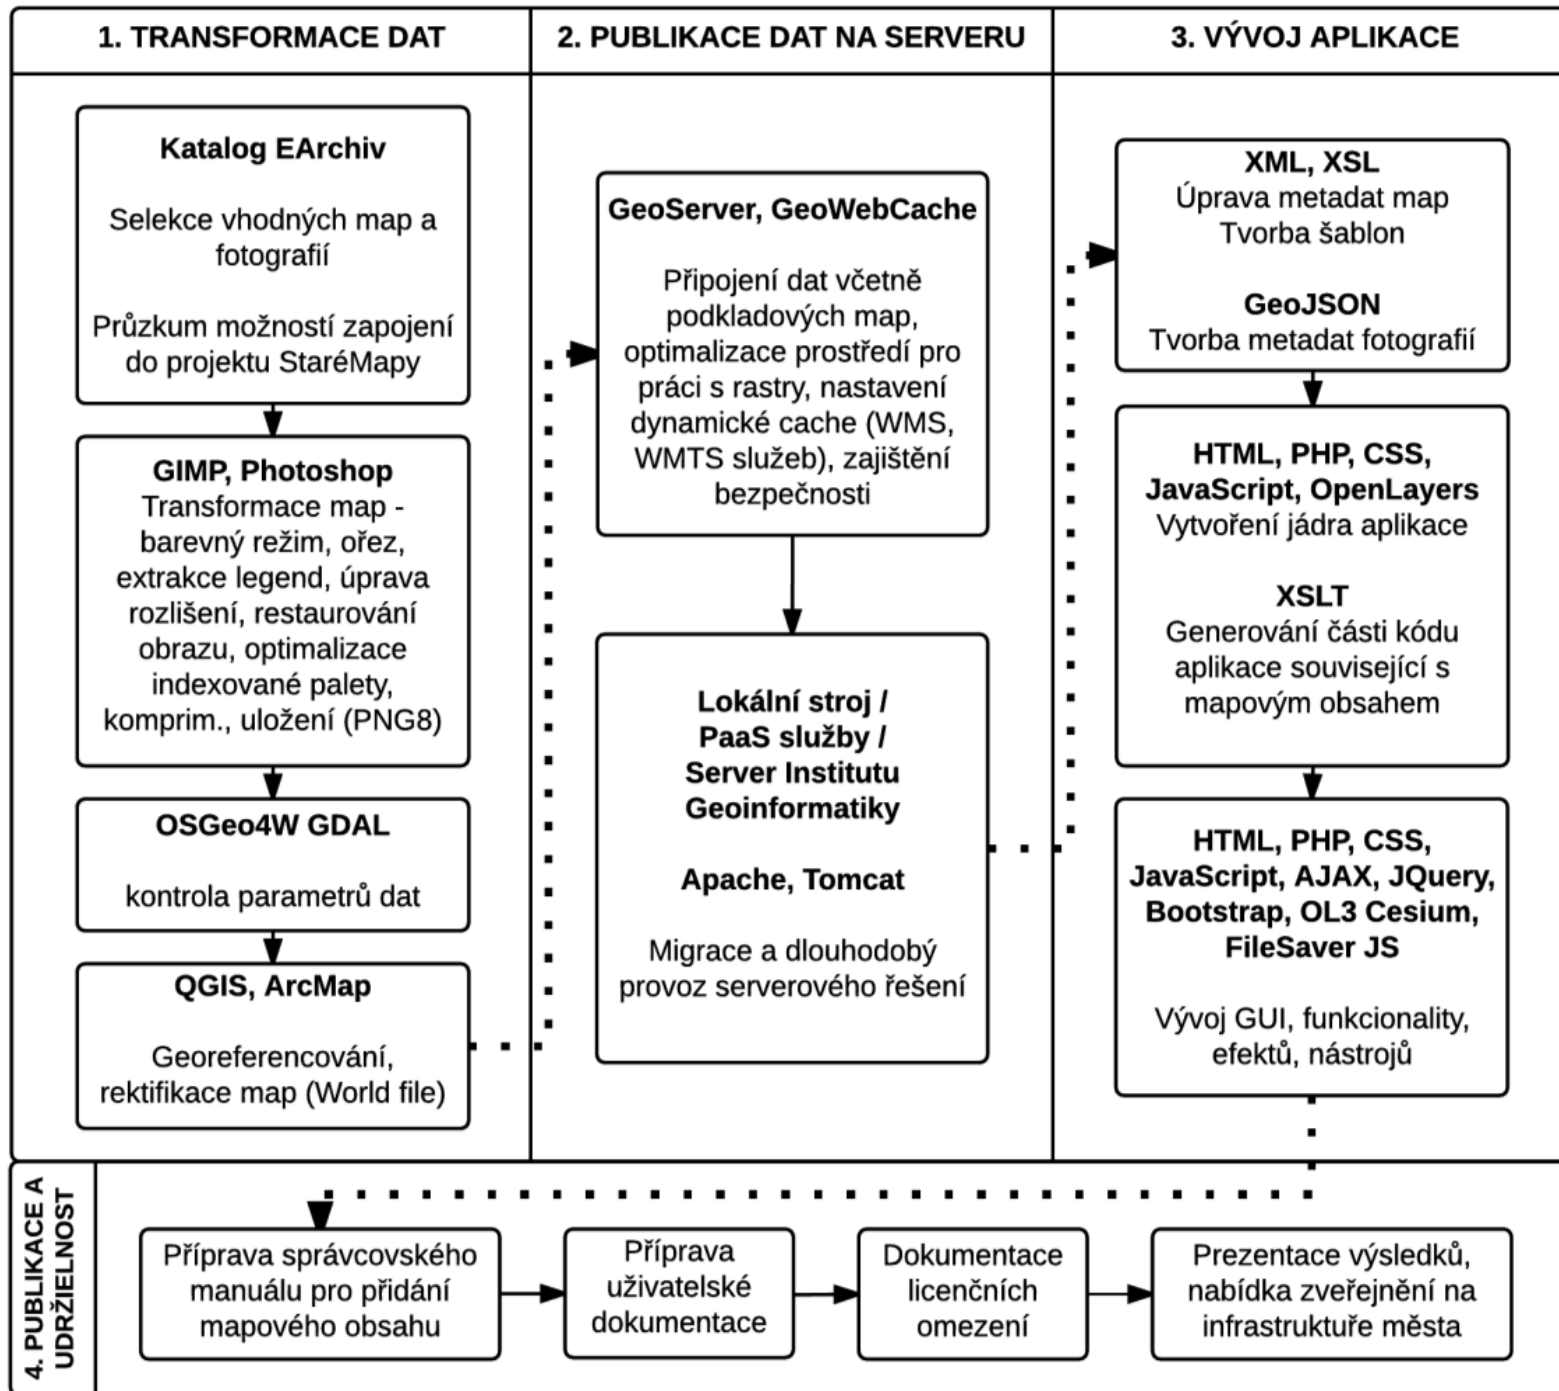 1. TRANSFORMACE DAT
Katalog EArchiv
Selekce vhodných map a
fotografií
Průzkum možností zapojení
do projektu StaréMapy
GIMP, Photoshop
Transformace map -
barevný režim, ořez,
extrakce legend, úprava
rozlišení, restaurování
obrazu, optimalizace
indexované palety,
komprim., uložení (PNG8)
OSGeo4W GDAL
kontrola parametrů dat
QGIS, ArcMap
Georeferencování,
rektifikace map (World file)
2. PUBLIKACE DAT NA SERVERU
GeoServer, GeoWebCache
Připojení dat včetně
podkladových map,
optimalizace prostředí pro
práci s rastry, nastavení
dynamické cache (WMS,
WMTS služeb), zajištění
bezpečnosti
Lokální stroj /
PaaS služby /
Server Institutu
Geoinformatiky
Apache, Tomcat
Migrace a dlouhodobý
provoz serverového řešení
3. VÝVOJ APLIKACE
XML, XSL
Úprava metadat map
Tvorba šablon
GeoJSON
Tvorba metadat fotografií
HTML, PHP, CSS,
JavaScript, OpenLayers
Vytvoření jádra aplikace
XSLT
Generování části kódu
aplikace související s
mapovým obsahem
HTML, PHP, CSS,
JavaScript, AJAX, JQuery,
Bootstrap, OL3 Cesium,
FileSaver JS
Vývoj GUI, funkcionality,
efektů, nástrojů
4. PUBLIKACE A
UDRŽIELNOST
Příprava správcovského
manuálu pro přidání
mapového obsahu
Příprava
uživatelské
dokumentace
Dokumentace
licenčních
omezení
Prezentace výsledků,
nabídka zveřejnění na
infrastruktuře města